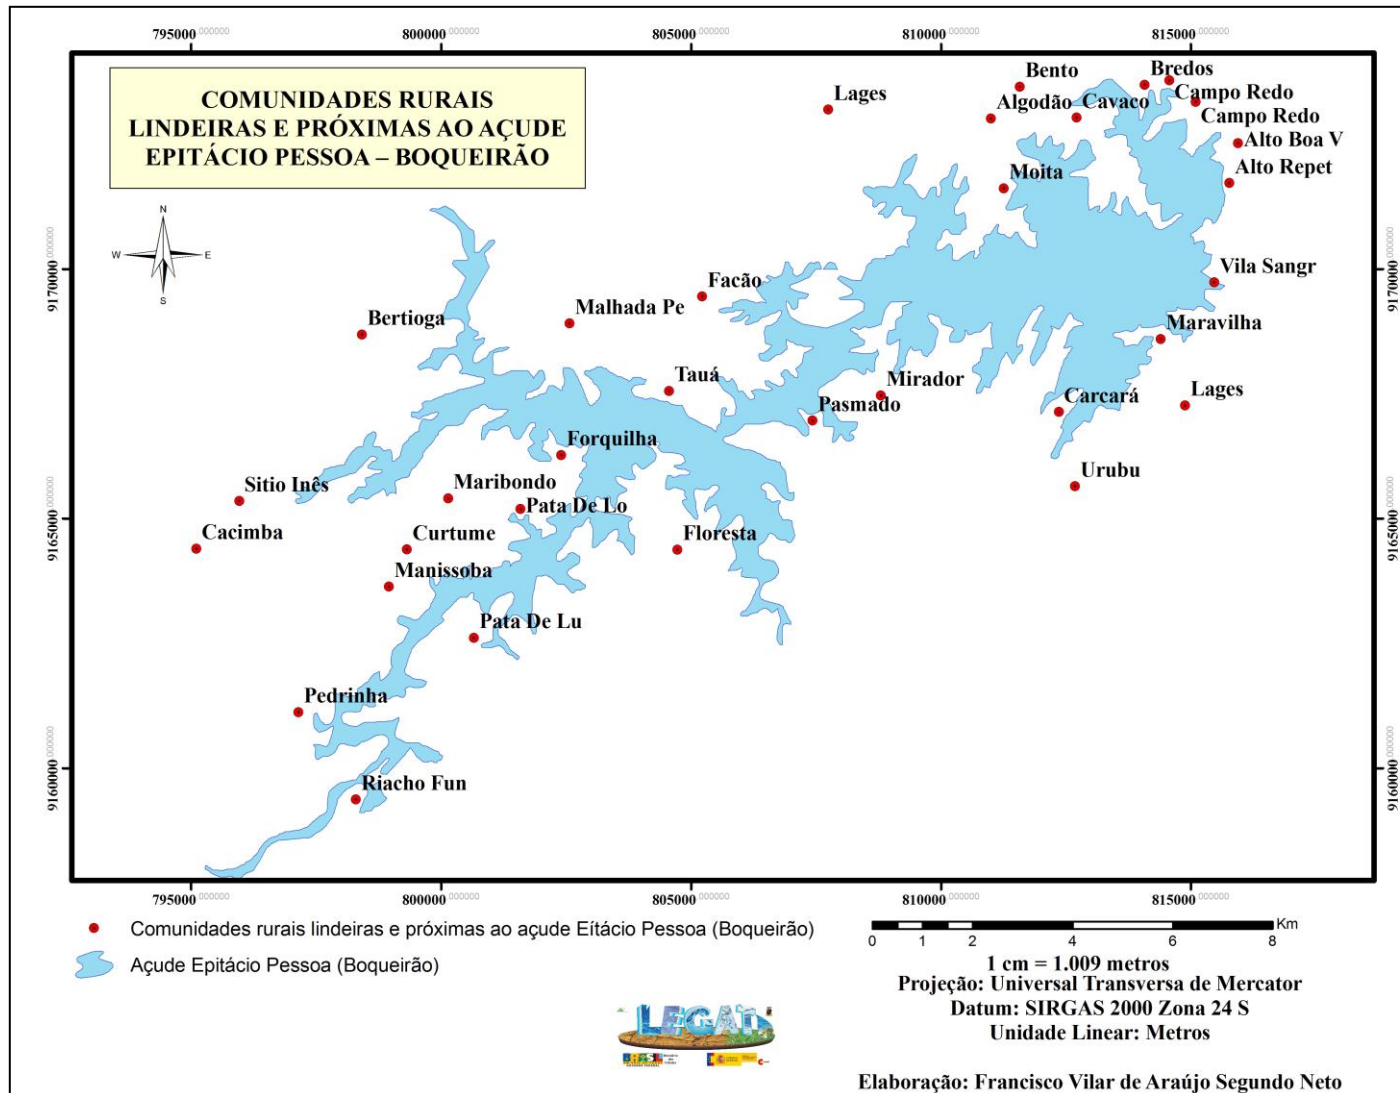 795000.000000 800000.000000 805000.000000 810000.000000 815000.000000
COMUNIDADES RURAIS
LINDEIRAS E PRÓXIMAS AO AÇUDE
EPITÁCIO PESSOA – BOQUEIRÃO
N
W E
S
Bento
Bredos
Lages
Algodão
Cavaco
Campo Redo
Campo Redo
Alto Boa V
Moita
Alto Repet
9170000.000000
9170000.000000
Vila Sangr
Facão
Malhada Pe
Bertioga
Maravilha
Tauá
Mirador
Pasmado
Carcará
Lages
Forquilha
Sitio Inês
Maribondo
Urubu
Pata De Lo
9165000.000000
9165000.000000
Cacimba
Curtume
Floresta
Manissoba
Pata De Lu
Pedrinha
9160000.000000
9160000.000000
Riacho Fun
795000.000000 800000.000000 805000.000000 810000.000000 815000.000000
Comunidades rurais lindeiras e próximas ao açude Eítácio Pessoa (Boqueirão)
Açude Epitácio Pessoa (Boqueirão)
Km
0 1 2 4 6 8
1 cm = 1.009 metros
Projeção: Universal Transversa de Mercator
Datum: SIRGAS 2000 Zona 24 S
Unidade Linear: Metros
LEGAT
Elaboração: Francisco Vilar de Araújo Segundo Neto